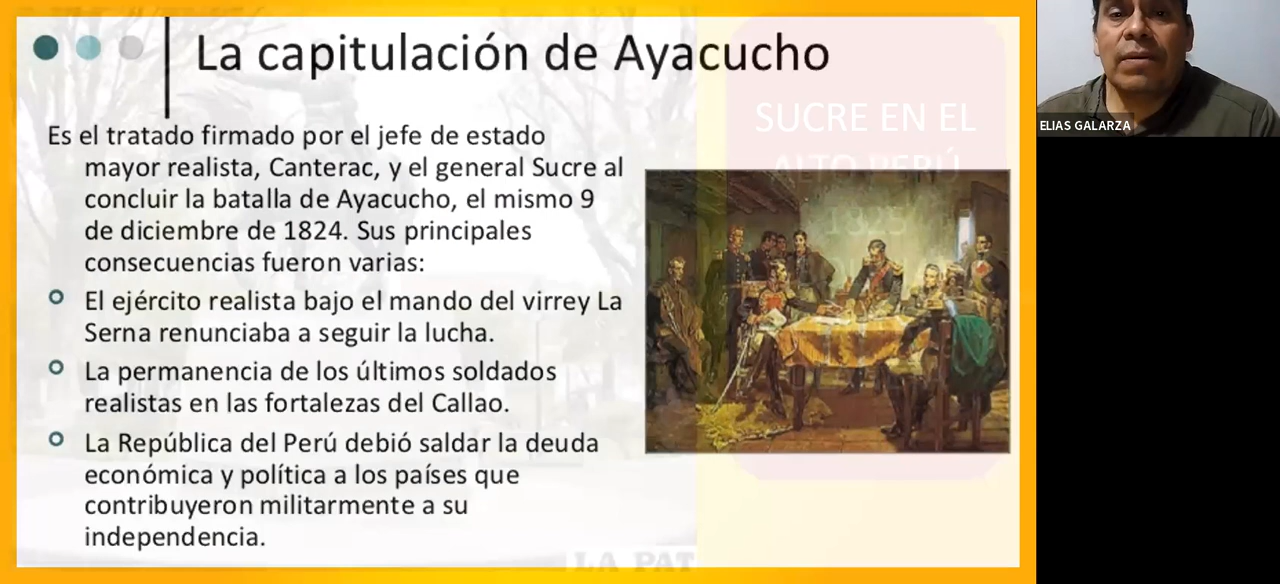 La capitulación de Ayacucho
Es el tratado firmado por el jefe de estado
mayor realista, Canterac, y el general Sucre al
concluir la batalla de Ayacucho, el mismo 9
de diciembre de 1824. Sus principales
consecuencias fueron varias:
El ejército realista bajo el mando del virrey La
Serna renunciaba a seguir la lucha.
La permanencia de los últimos soldados
realistas en las fortalezas del Callao.
La República del Perú debió saldar la deuda
económica y política a los países que
contribuyeron militarmente a su
independencia.
SUCRE EN EL
ALTO PERÚ
1825
LA PAT
ELIAS GALARZA